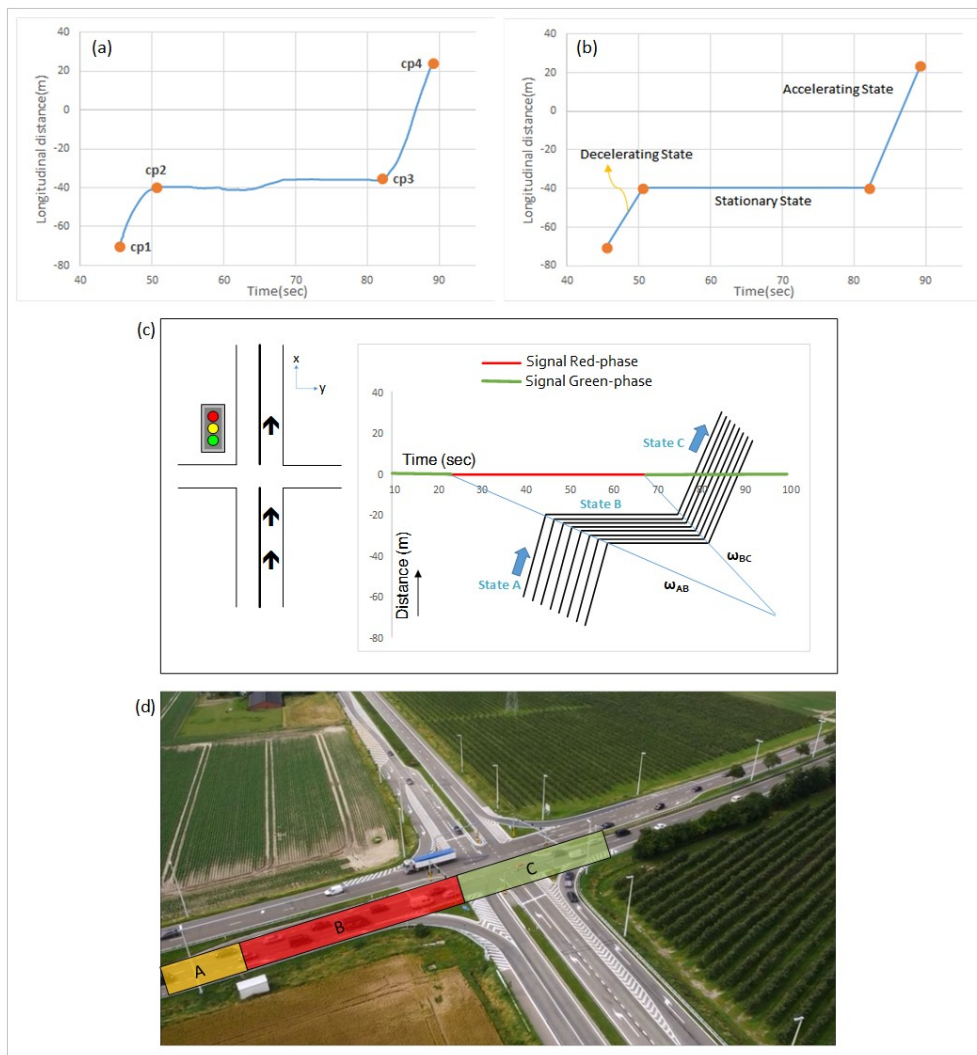 (a)
Longitudinal distance(m)
40
20
0
-20
-40
-60
-80
cp1
cp2
cp3
cp4
40 50 60 70 80 90
Time(sec)
(b)
Longitudinal distance(m)
40
20
0
-20
-40
-60
-80
Accelerating State
Decelerating State
Stationary State
40 50 60 70 80 90
Time(sec)
(c)
x
y
Signal Red-phase
Signal Green-phase
40
20
0
-20
-40
-60
-80
Time (sec)
10 20 30 40 50 60 70 80 90 100
Distance (m)
State C
State B
State A
ωBC
ωAB
(d)
A
B
C